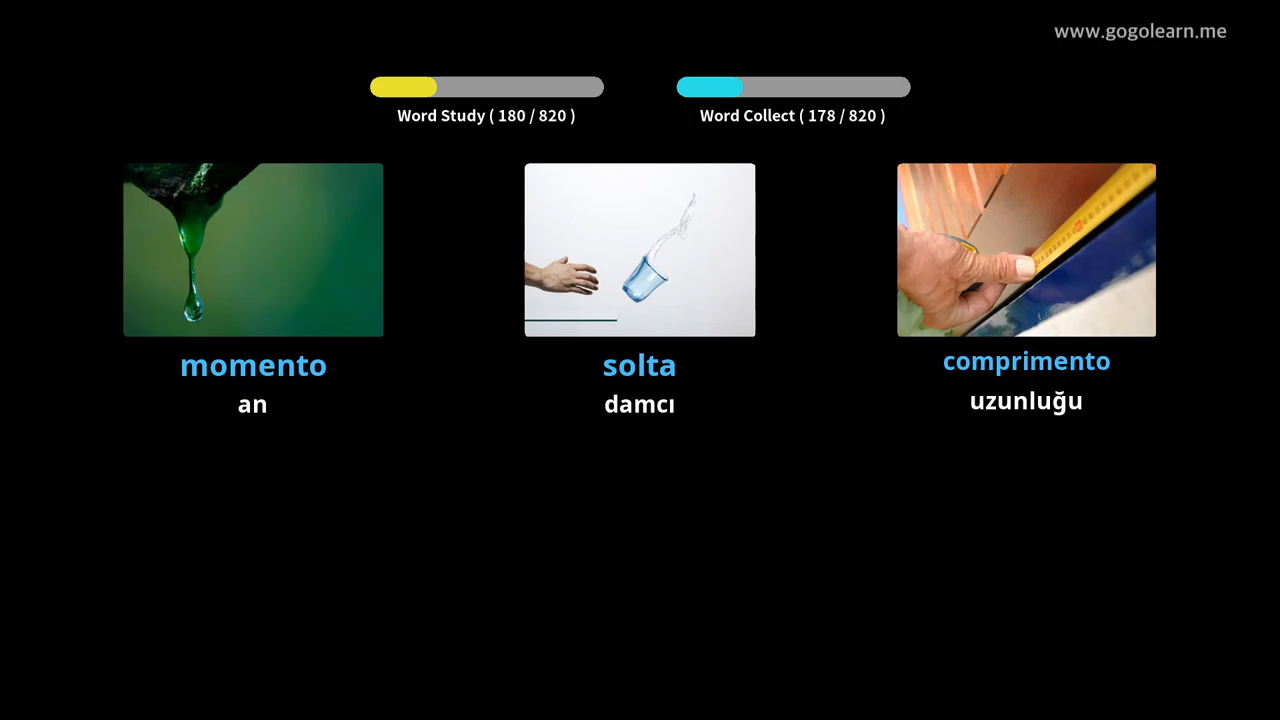 www.gogolearn.me
Word Study ( 180 / 820 )
Word Collect ( 178 / 820 )
momento
an
solta
damcı
comprimento
uzunluğu